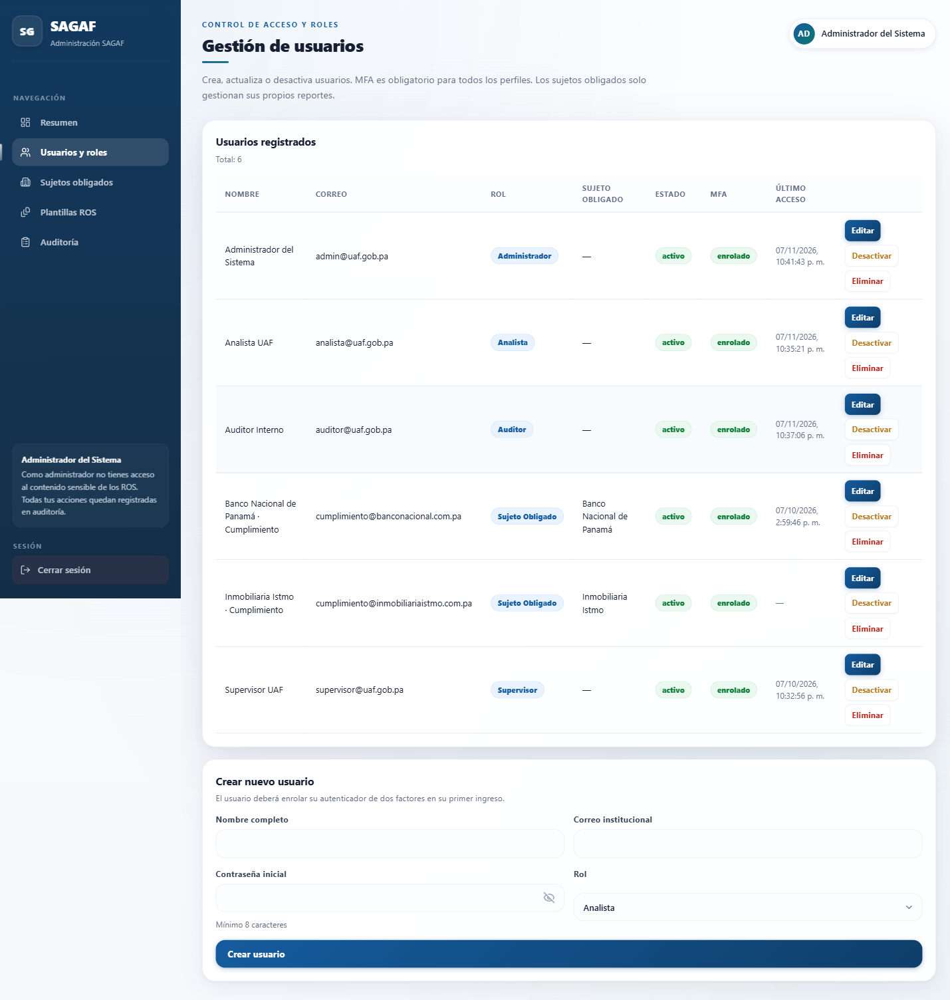 SG
SAGAF
Administración SAGAF
NAVEGACIÓN
Resumen
Usuarios y roles
Sujetos obligados
Plantillas ROS
Auditoría
Administrador del Sistema
Como administrador no tienes acceso
al contenido sensible de los ROS.
Todas tus acciones quedan registradas
en auditoría.
SESIÓN
Cerrar sesión
CONTROL DE ACCESO Y ROLES
Gestión de usuarios
AD Administrador del Sistema
Crea, actualiza o desactiva usuarios. MFA es obligatorio para todos los perfiles. Los sujetos obligados solo
gestionan sus propios reportes.
Usuarios registrados
Total: 6
NOMBRE CORREO ROL SUJETO OBLIGADO ESTADO MFA ÚLTIMO ACCESO
Administrador del Sistema admin@uaf.gob.pa Administrador — activo enrolado 07/11/2026, 10:41:43 p. m. Editar Desactivar Eliminar
Analista UAF analista@uaf.gob.pa Analista — activo enrolado 07/11/2026, 10:35:21 p. m. Editar Desactivar Eliminar
Auditor Interno auditor@uaf.gob.pa Auditor — activo enrolado 07/11/2026, 10:37:06 p. m. Editar Desactivar Eliminar
Banco Nacional de Panamá · Cumplimiento cumplimiento@banconacional.com.pa Sujeto Obligado Banco Nacional de Panamá activo enrolado 07/10/2026, 2:59:46 p. m. Editar Desactivar Eliminar
Inmobiliaria Istmo · Cumplimiento cumplimiento@inmobiliariaistmo.com.pa Sujeto Obligado Inmobiliaria Istmo activo enrolado — Editar Desactivar Eliminar
Supervisor UAF supervisor@uaf.gob.pa Supervisor — activo enrolado 07/10/2026, 10:32:56 p. m. Editar Desactivar Eliminar
Crear nuevo usuario
El usuario deberá enrolar su autenticador de dos factores en su primer ingreso.
Nombre completo
Correo institucional
Contraseña inicial
Mínimo 8 caracteres
Rol
Analista
Crear usuario